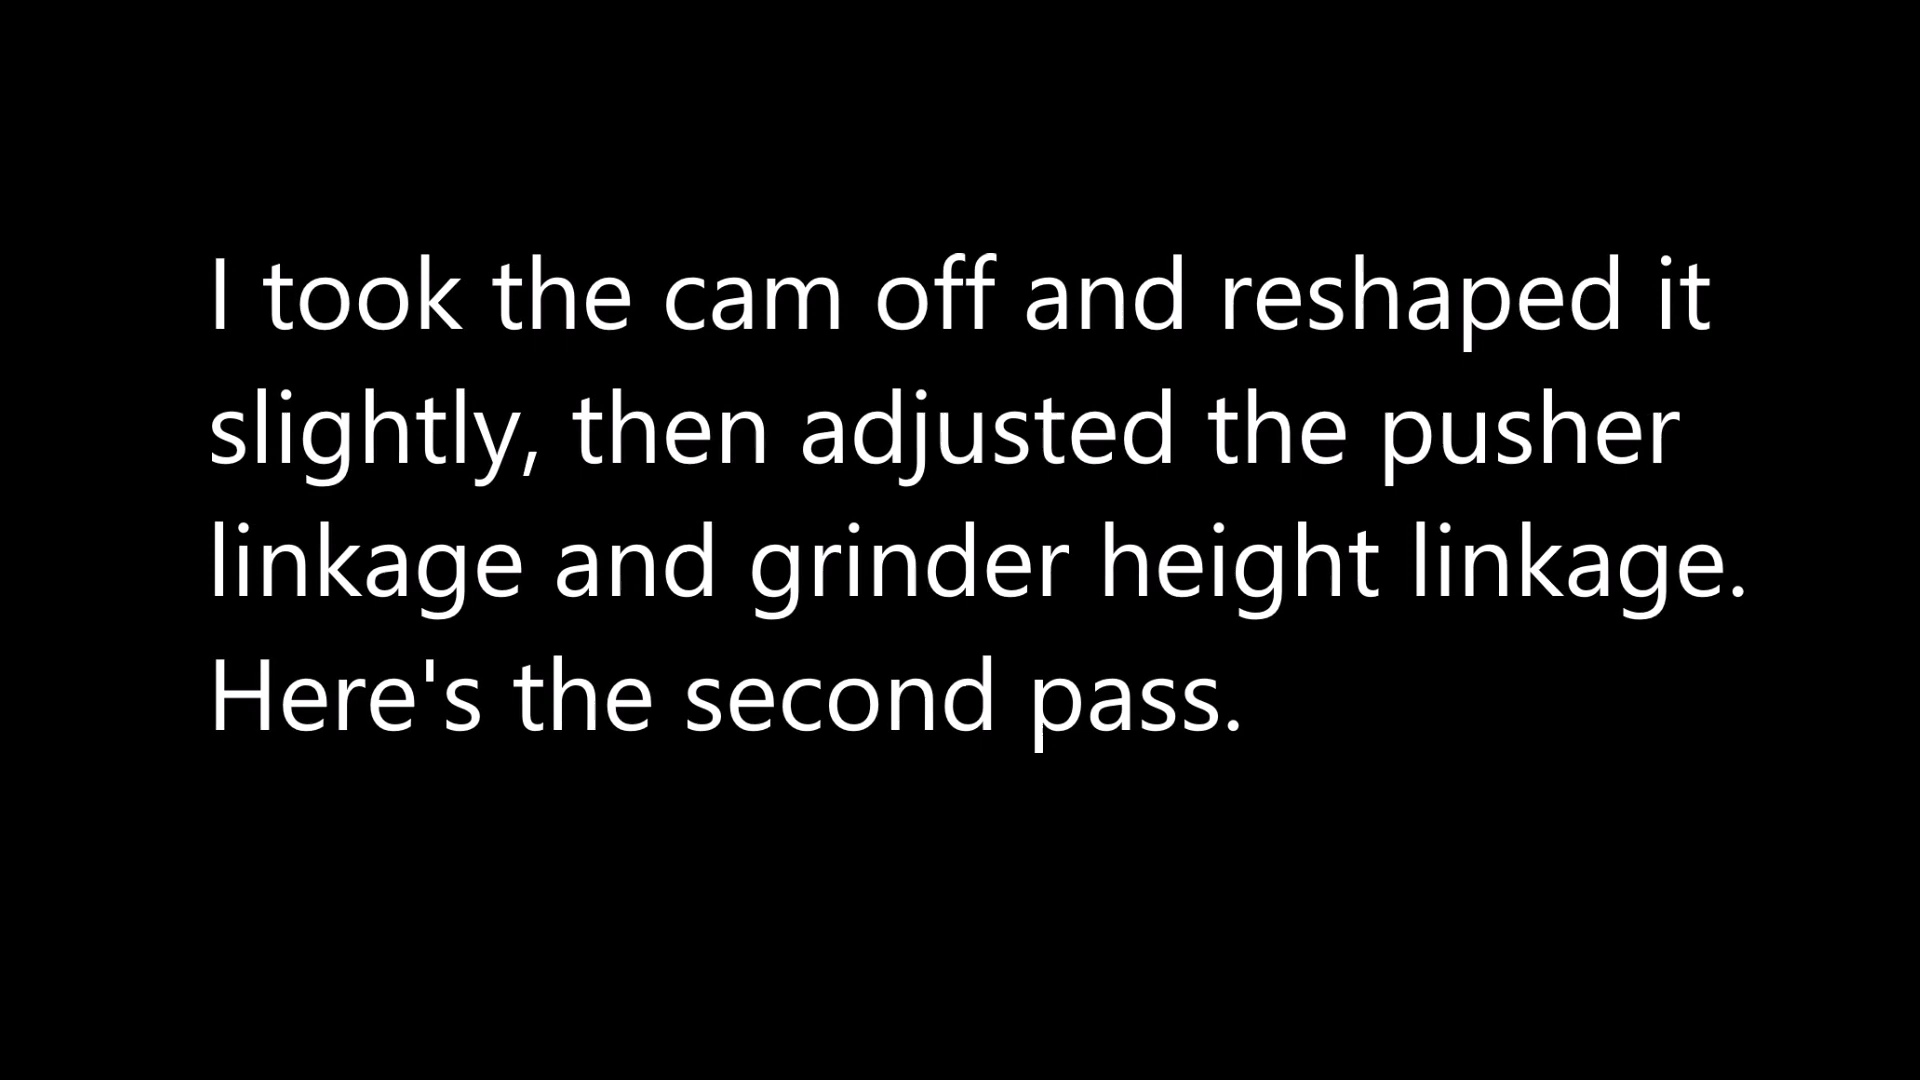 I took the cam off and reshaped it
slightly, then adjusted the pusher
linkage and grinder height linkage.
Here's the second pass.